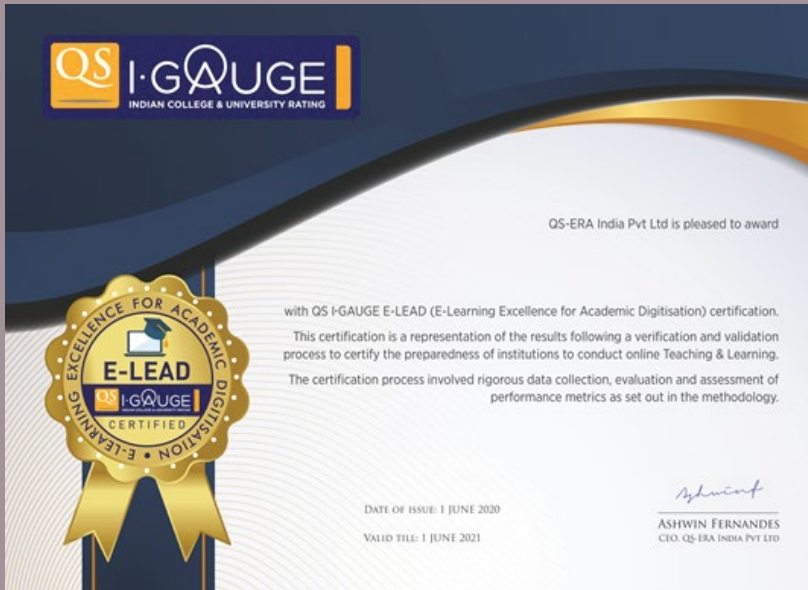 QS I·GAUGE
INDIAN COLLEGE & UNIVERSITY RATING
QS-ERA India Pvt Ltd is pleased to award
with QS I-GAUGE E-LEAD (E-Learning Excellence for Academic Digitisation) certification.
This certification is a representation of the results following a verification and validation
process to certify the preparedness of institutions to conduct online Teaching & Learning.
The certification process involved rigorous data collection, evaluation and assessment of
performance metrics as set out in the methodology.
E-LEARNING EXCELLENCE FOR ACADEMIC DIGITISATION •
E-LEAD
QS I·GAUGE
INDIAN COLLEGE & UNIVERSITY RATING
CERTIFIED
DATE OF ISSUE: 1 JUNE 2020
VALID TILL: 1 JUNE 2021
Ashwinf
ASHWIN FERNANDES
CEO, QS-ERA INDIA PVT LTD